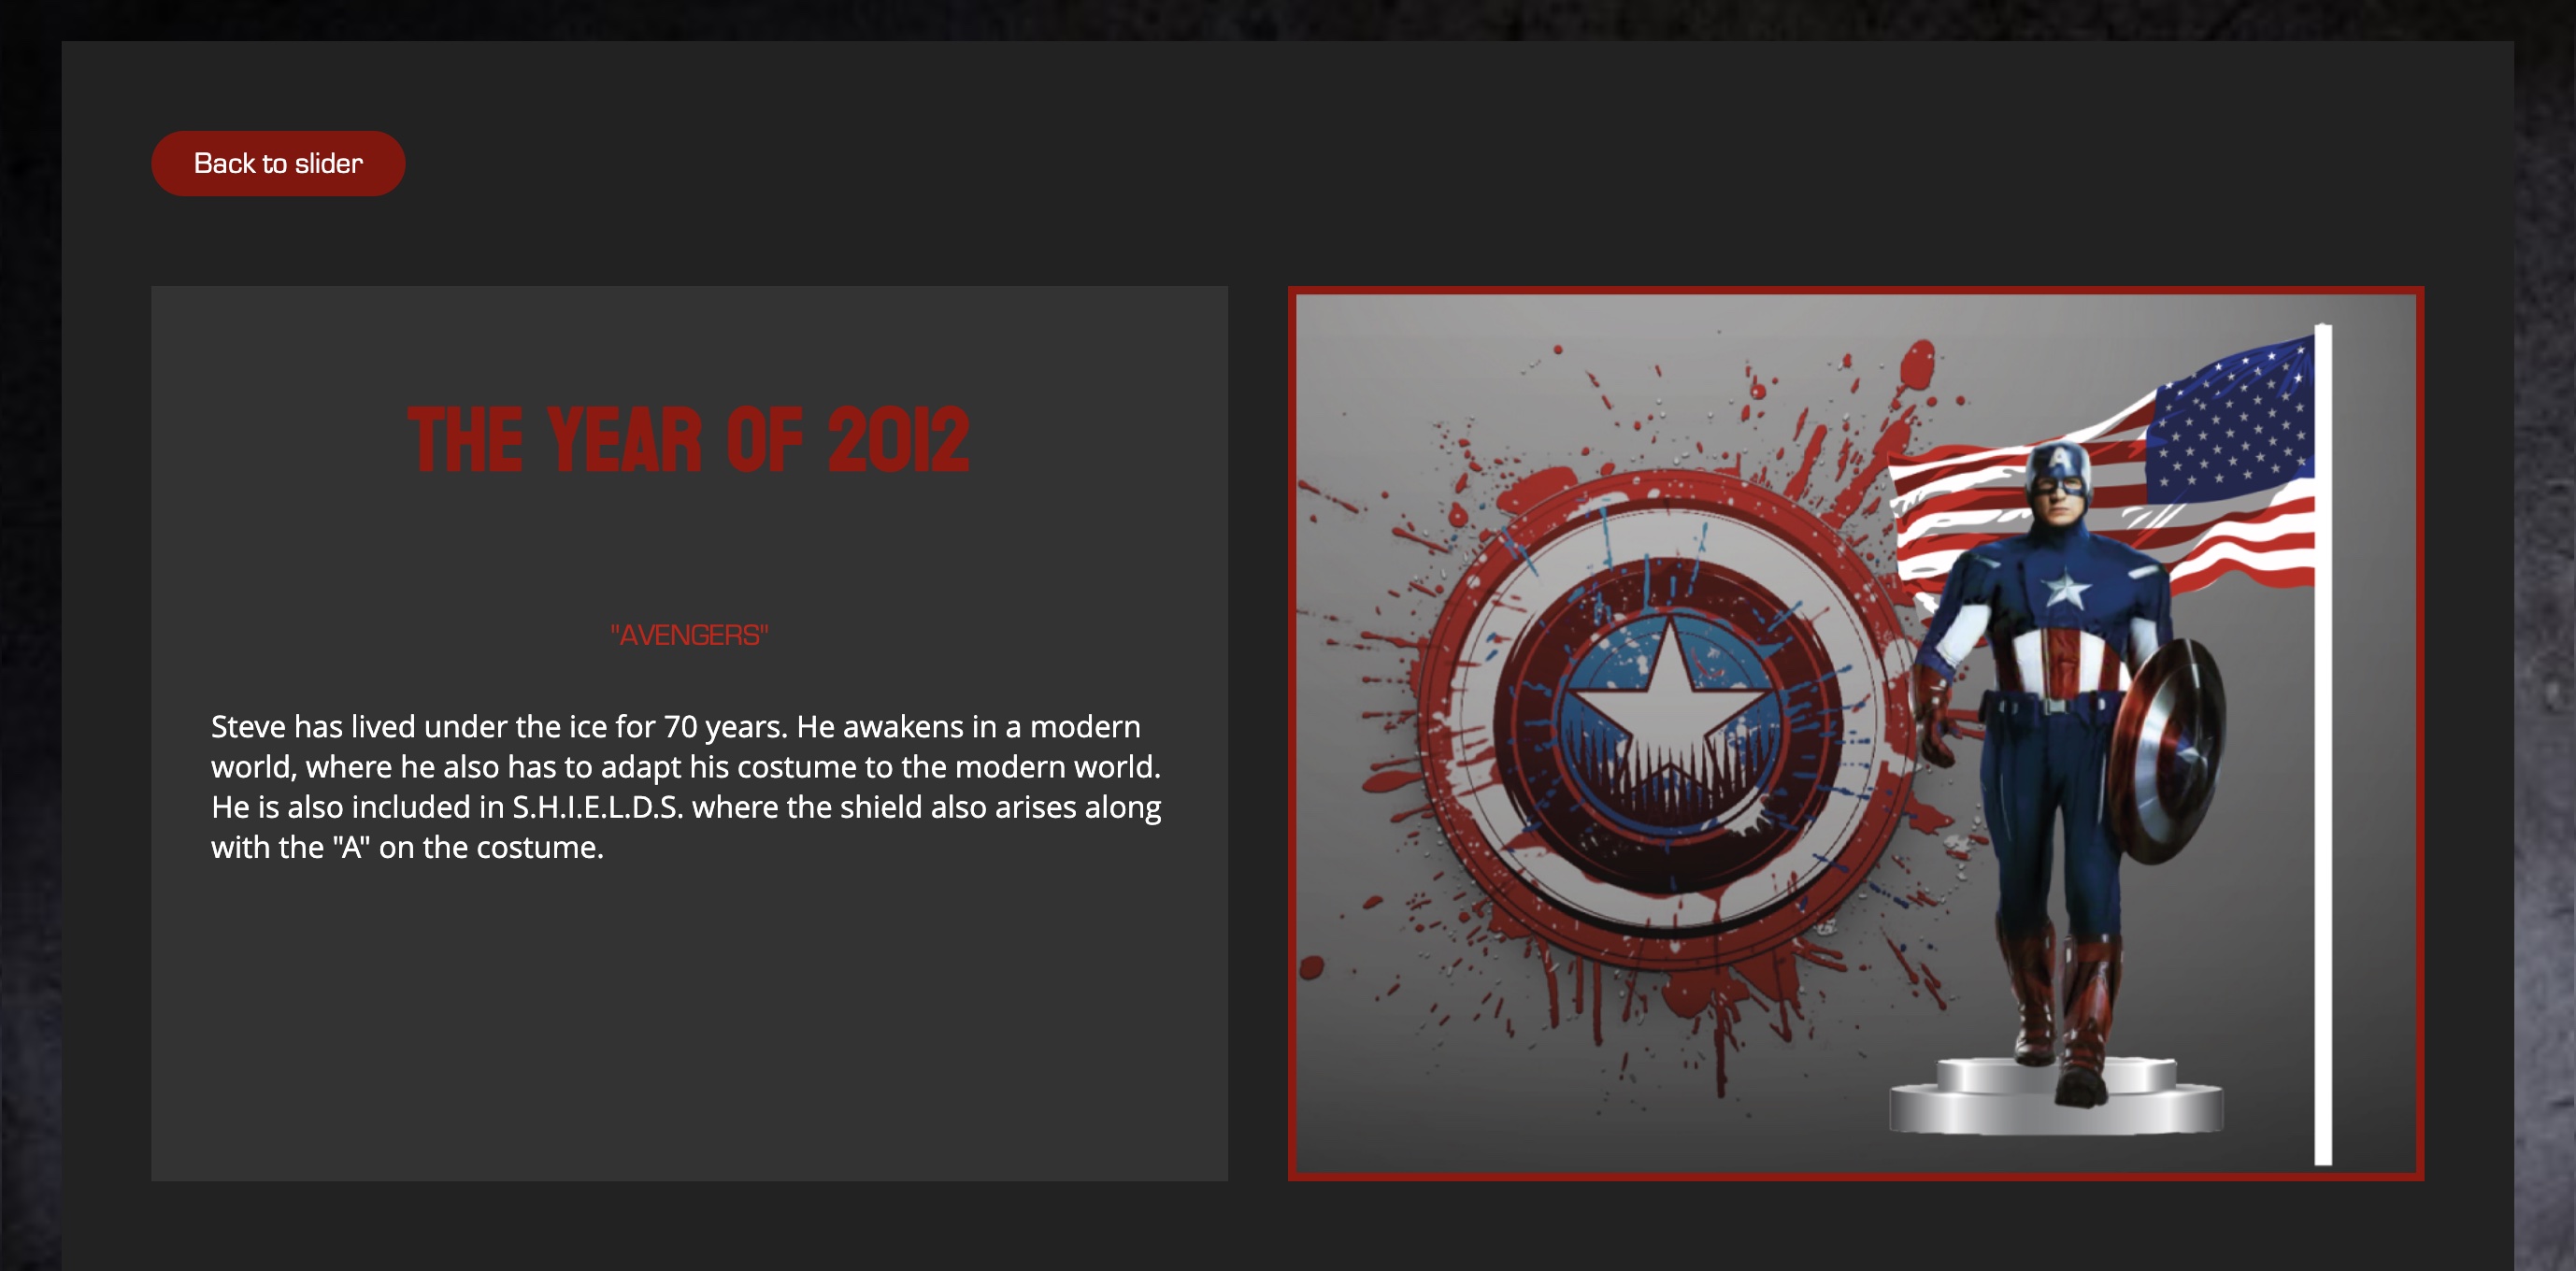 Back to slider
THE YEAR OF 2012
"AVENGERS"
Steve has lived under the ice for 70 years. He awakens in a modern
world, where he also has to adapt his costume to the modern world.
He is also included in S.H.I.E.L.D.S. where the shield also arises along
with the "A" on the costume.
A